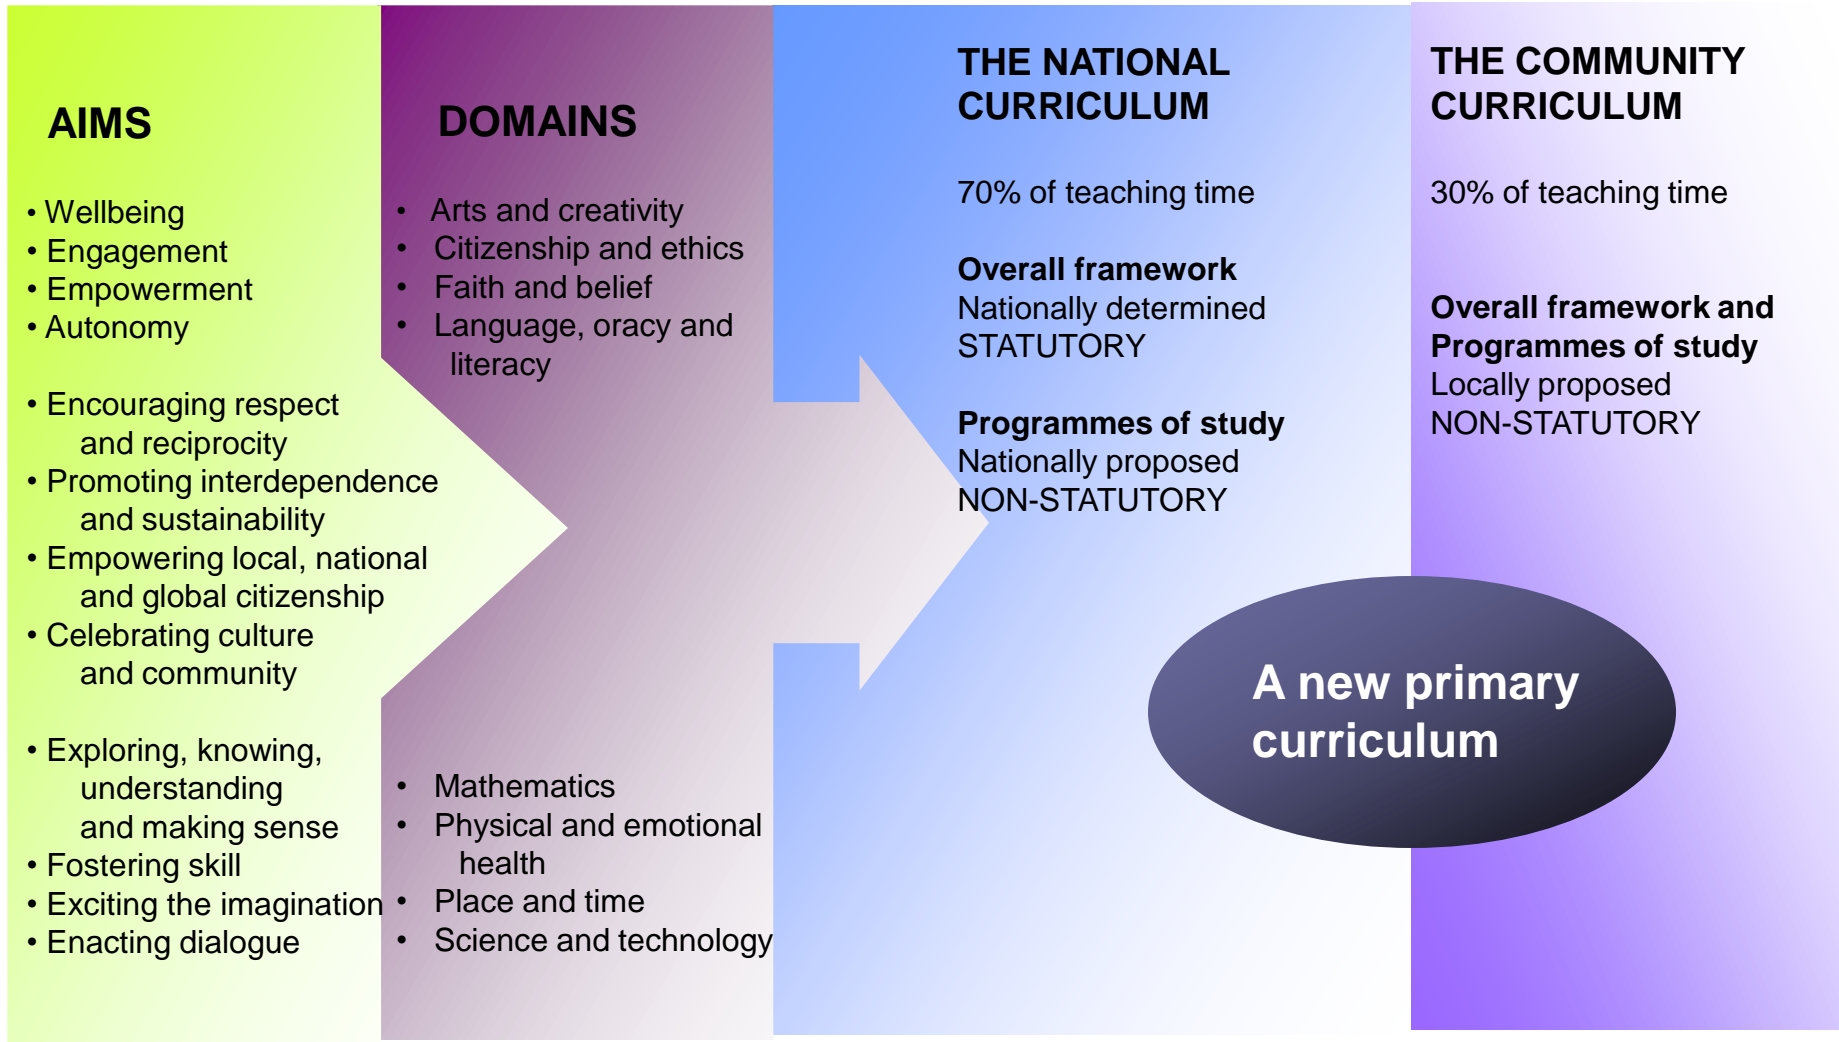 AIMS
• Wellbeing
• Engagement
• Empowerment
• Autonomy
• Encouraging respect
and reciprocity
• Promoting interdependence
and sustainability
• Empowering local, national
and global citizenship
• Celebrating culture
and community
• Exploring, knowing,
understanding
and making sense
• Fostering skill
• Exciting the imagination
• Enacting dialogue
DOMAINS
• Arts and creativity
• Citizenship and ethics
• Faith and belief
• Language, oracy and
literacy
• Mathematics
• Physical and emotional
health
• Place and time
• Science and technology
THE NATIONAL
CURRICULUM
70% of teaching time
Overall framework
Nationally determined
STATUTORY
Programmes of study
Nationally proposed
NON-STATUTORY
THE COMMUNITY
CURRICULUM
30% of teaching time
Overall framework and
Programmes of study
Locally proposed
NON-STATUTORY
A new primary
curriculum